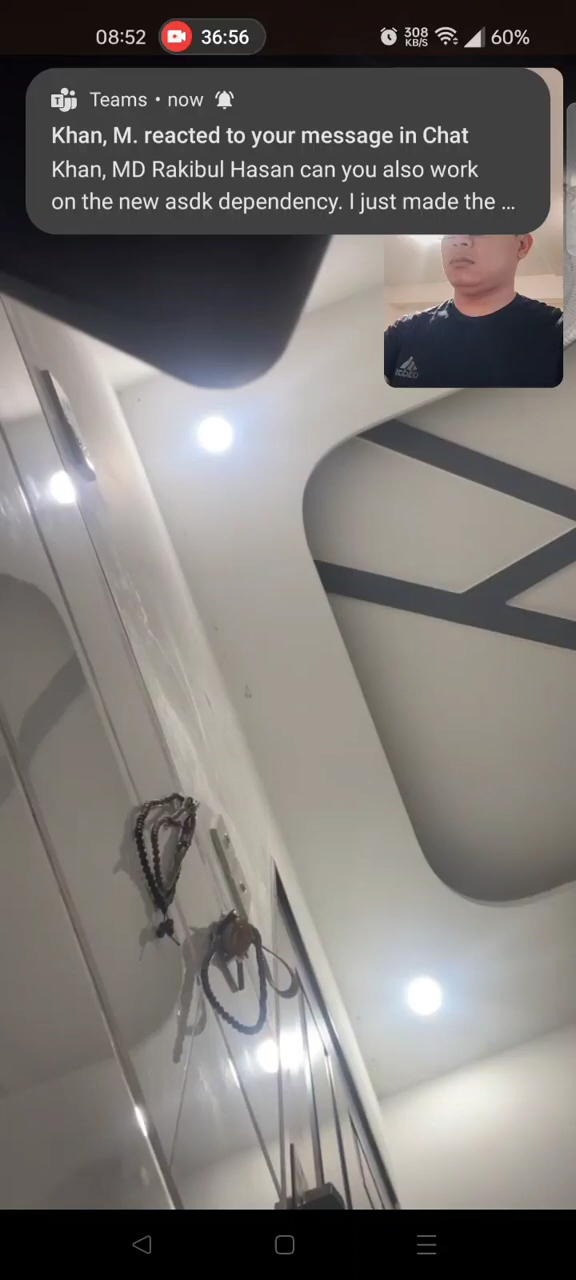 08:52 36:56 308 KB/S 60%
Teams • now
Khan, M. reacted to your message in Chat
Khan, MD Rakibul Hasan can you also work
on the new asdk dependency. I just made the ...